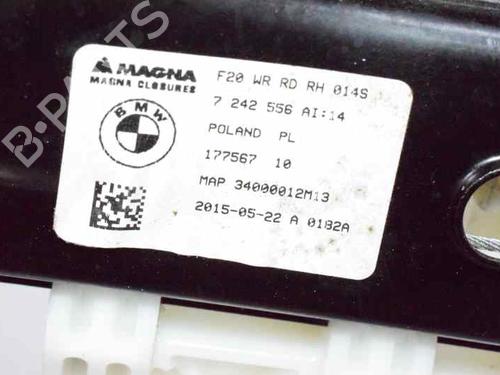 MAGNA
MAGNA CLOSURES
BMW
F20 WR RD RH 014S
7 242 556 AI:14
POLAND PL
177567 10
MAP 34000012M13
2015-05-22 A 0182A
B-PARTS